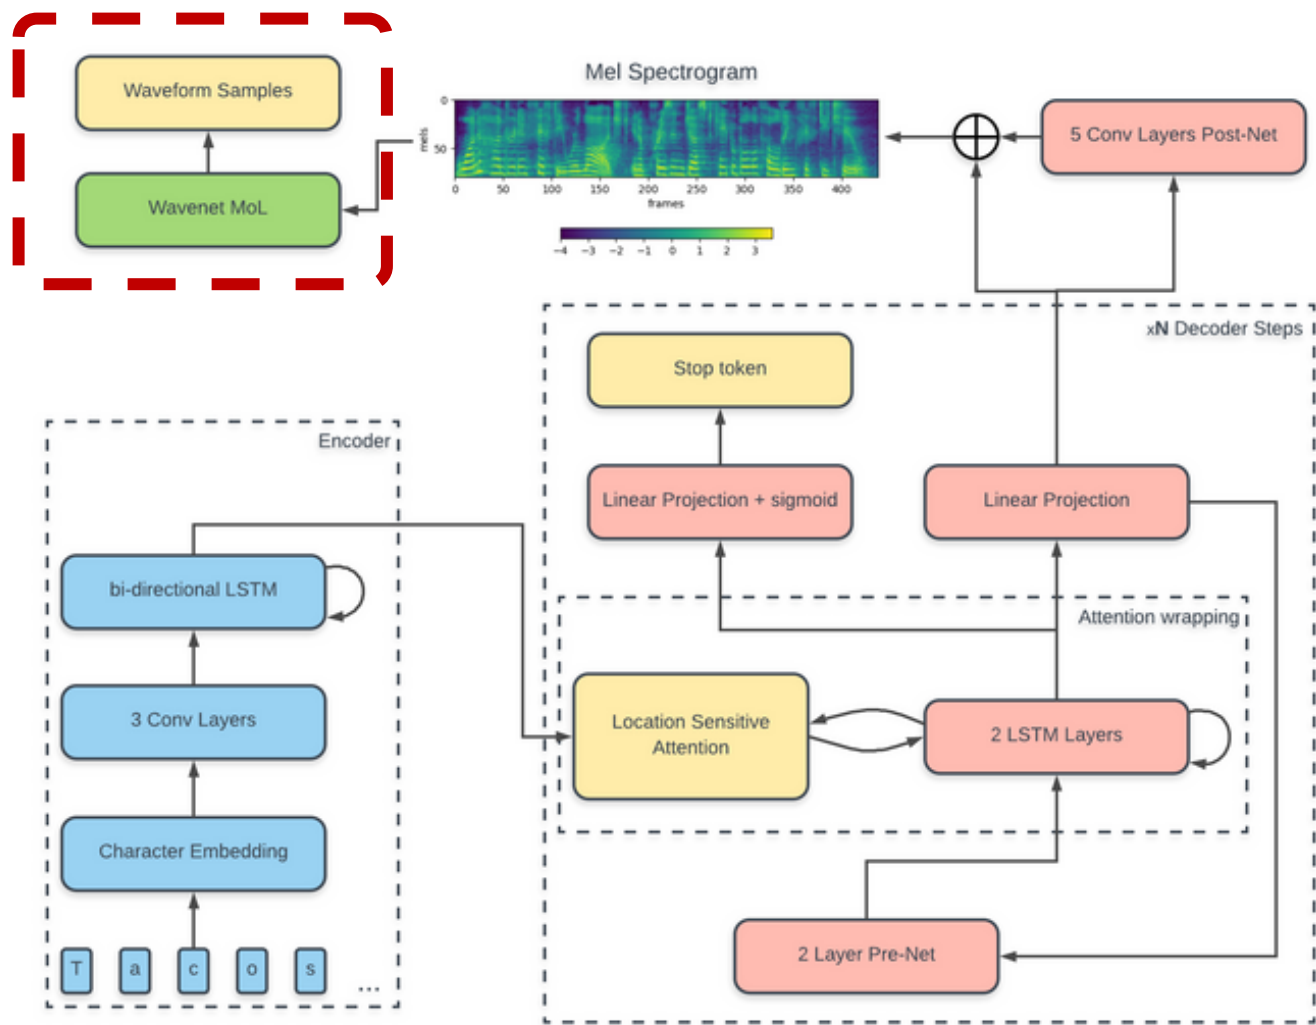 Waveform Samples
Wavenet MoL
Mel Spectrogram
0
50
mels
0 50 100 150 200 250 300 350 400
frames
−4 −3 −2 −1 0 1 2 3
5 Conv Layers Post-Net
xN Decoder Steps
Stop token
Linear Projection + sigmoid
Linear Projection
Encoder
bi-directional LSTM
3 Conv Layers
Character Embedding
T a c o s ...
Attention wrapping
Location Sensitive
Attention
2 LSTM Layers
2 Layer Pre-Net